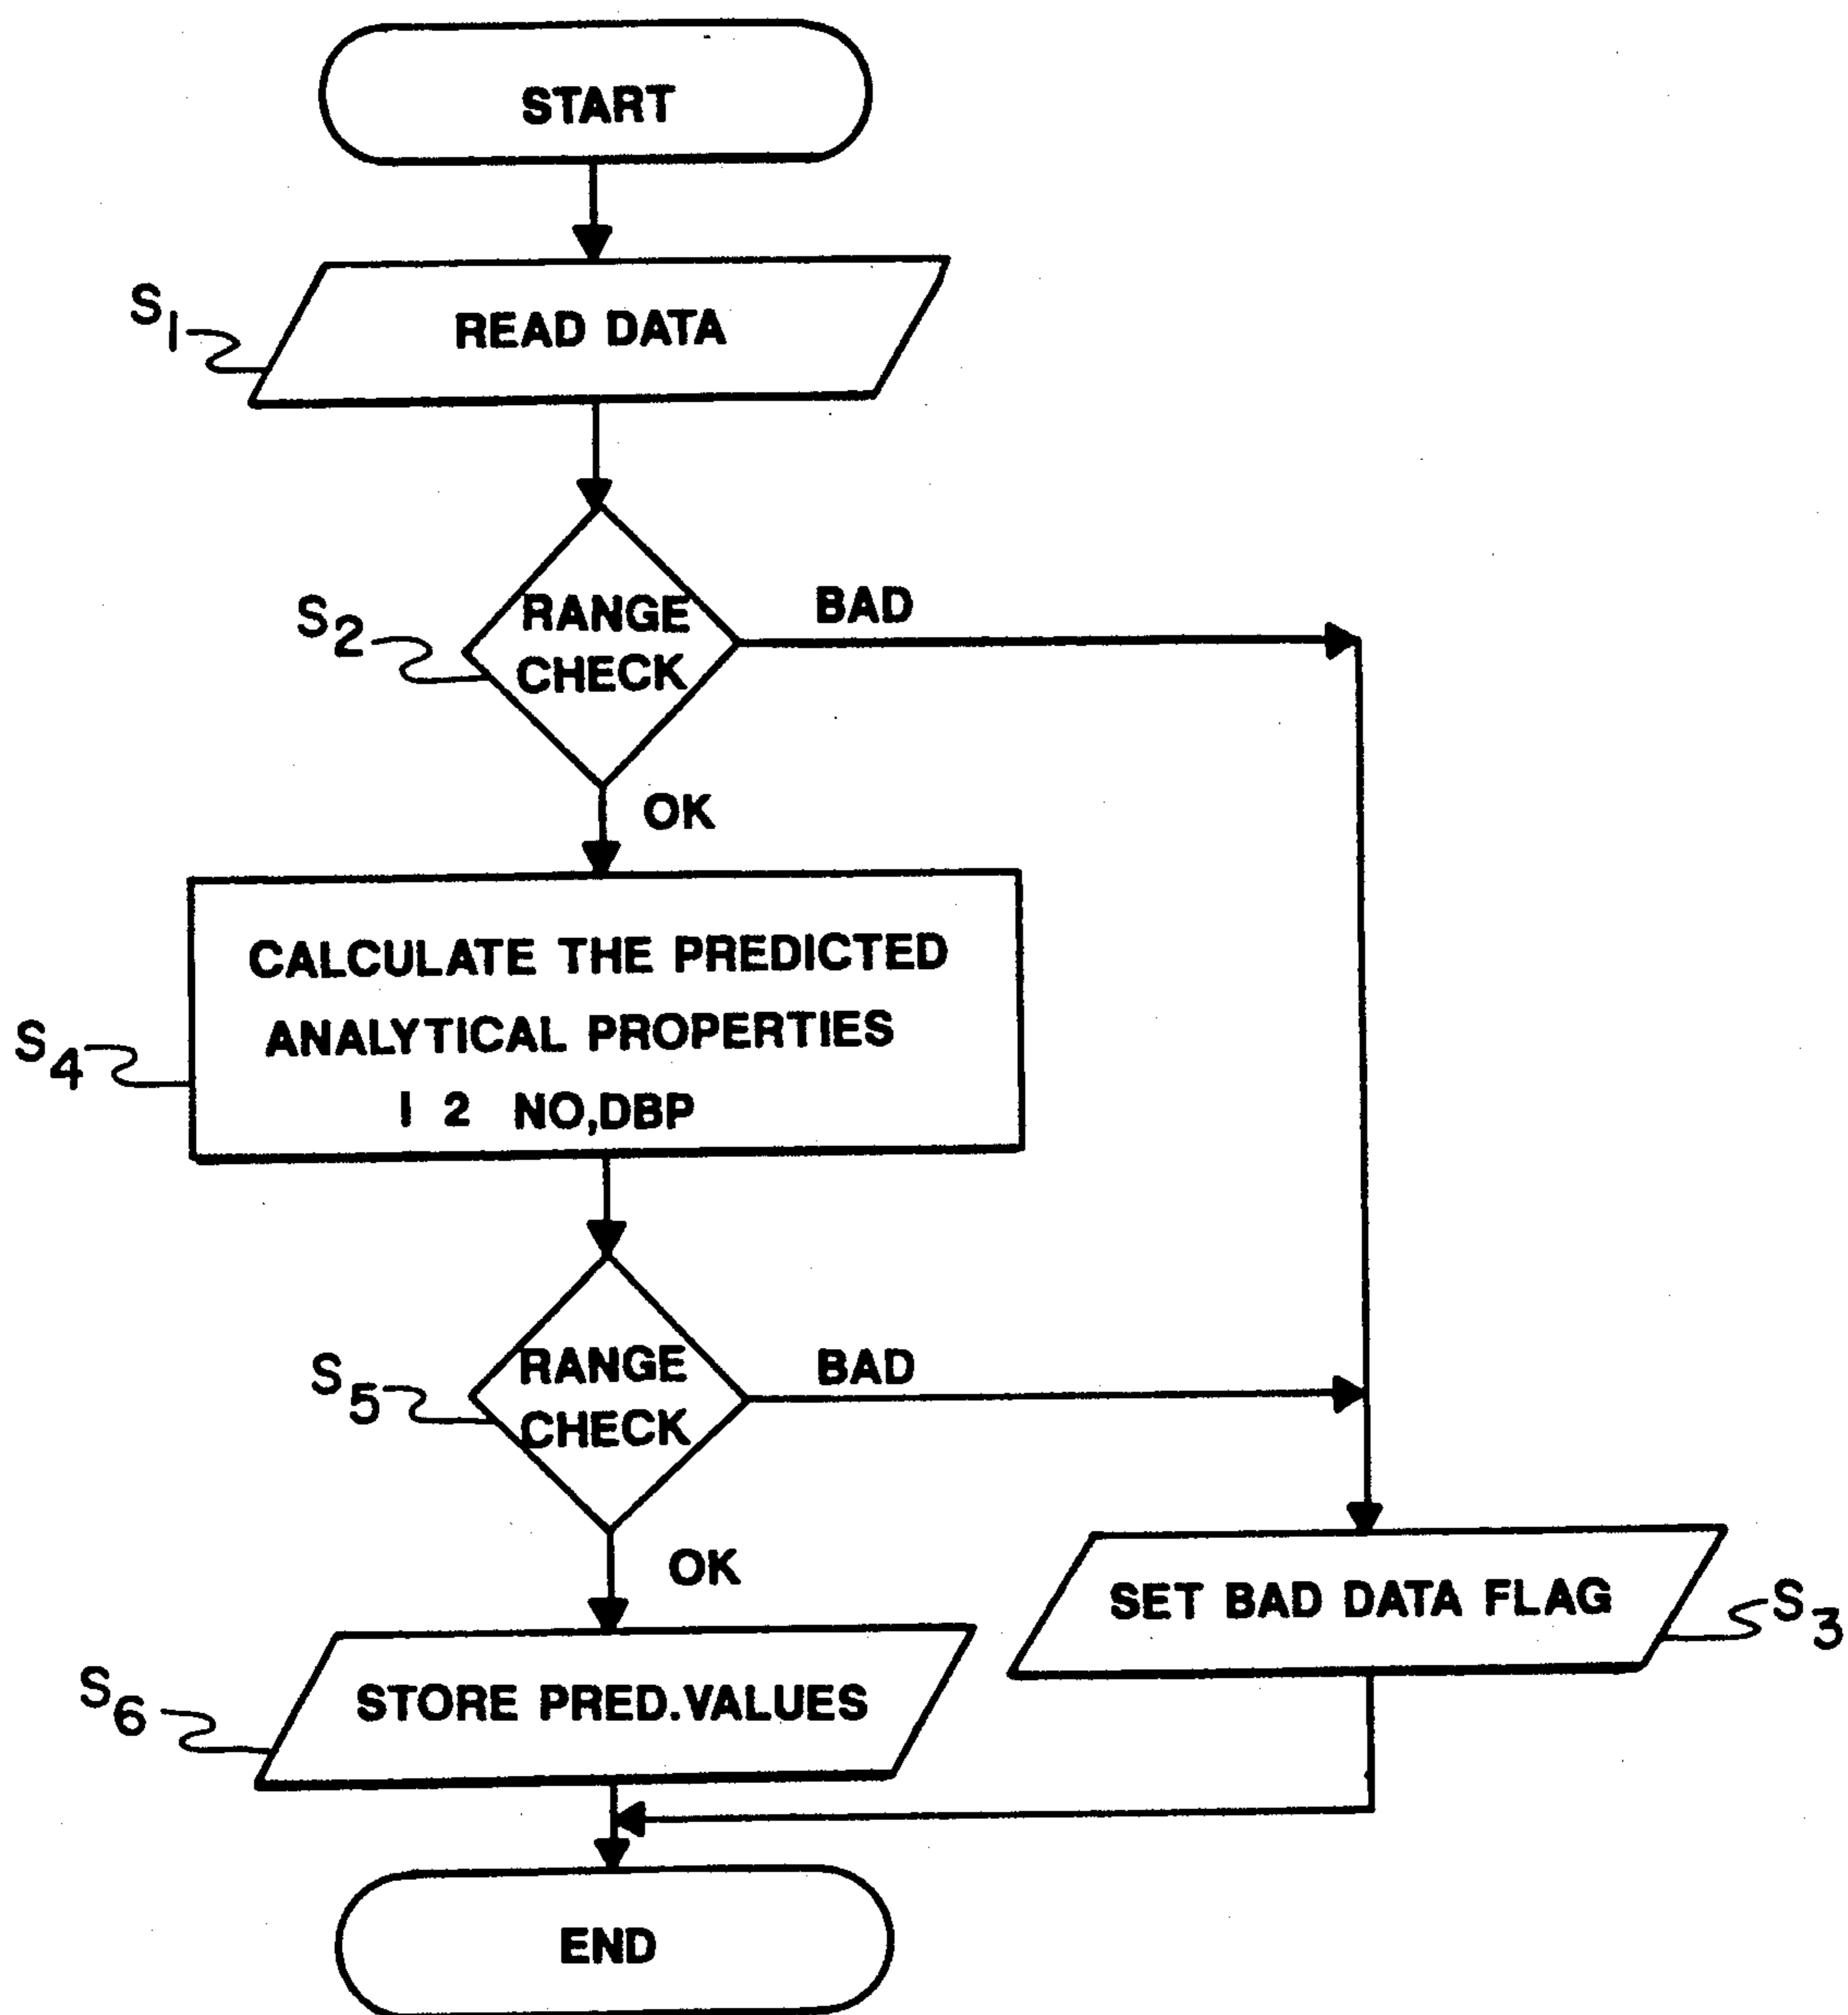 START
S1
READ DATA
S2
RANGE
CHECK
BAD
OK
S4
CALCULATE THE PREDICTED
ANALYTICAL PROPERTIES
I 2 NO,DBP
S5
RANGE
CHECK
BAD
OK
SET BAD DATA FLAG
S3
S6
STORE PRED.VALUES
END